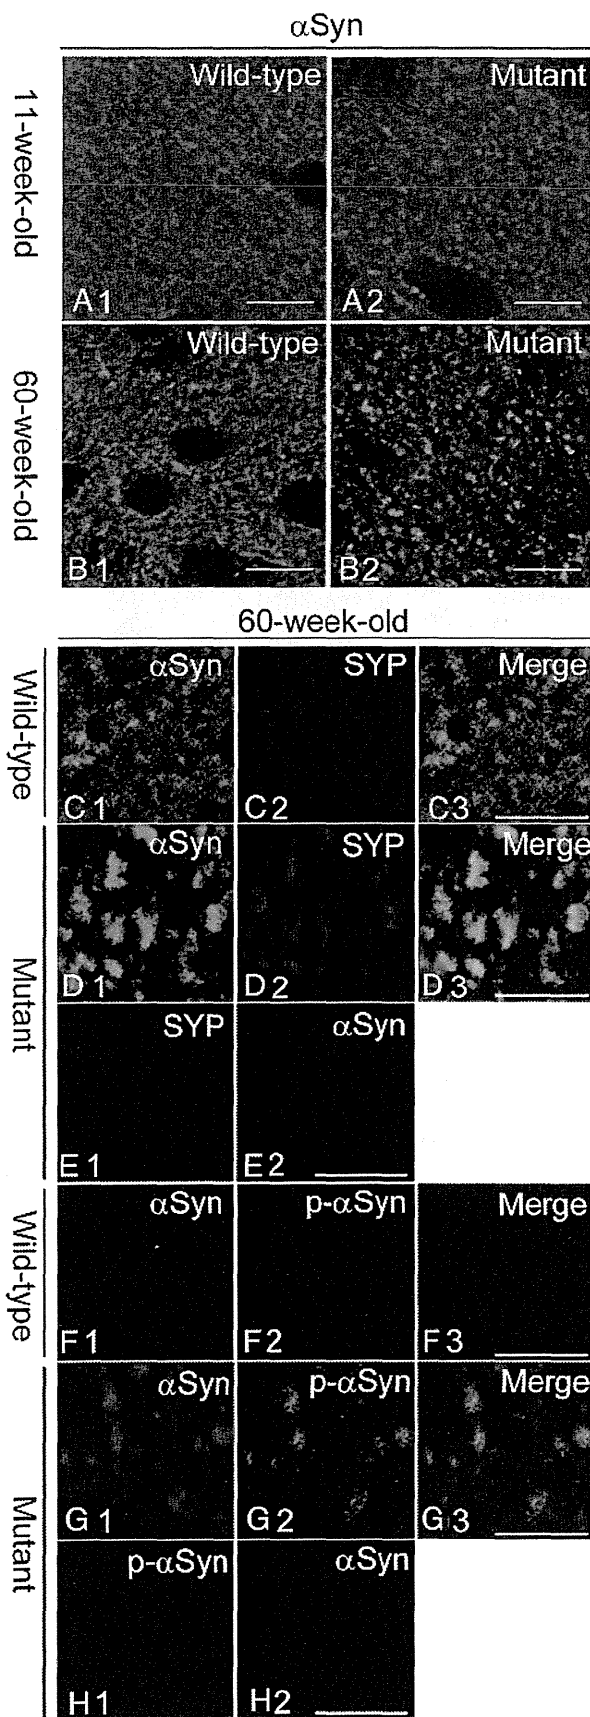 αSyn
11-week-old
Wild-type
Mutant
A1
A2
60-week-old
Wild-type
Mutant
B1
B2
60-week-old
Wild-type
αSyn
SYP
Merge
C1
C2
C3
Mutant
αSyn
SYP
Merge
D1
D2
D3
SYP
αSyn
E1
E2
Wild-type
αSyn
p-αSyn
Merge
F1
F2
F3
Mutant
αSyn
p-αSyn
Merge
G1
G2
G3
p-αSyn
αSyn
H1
H2